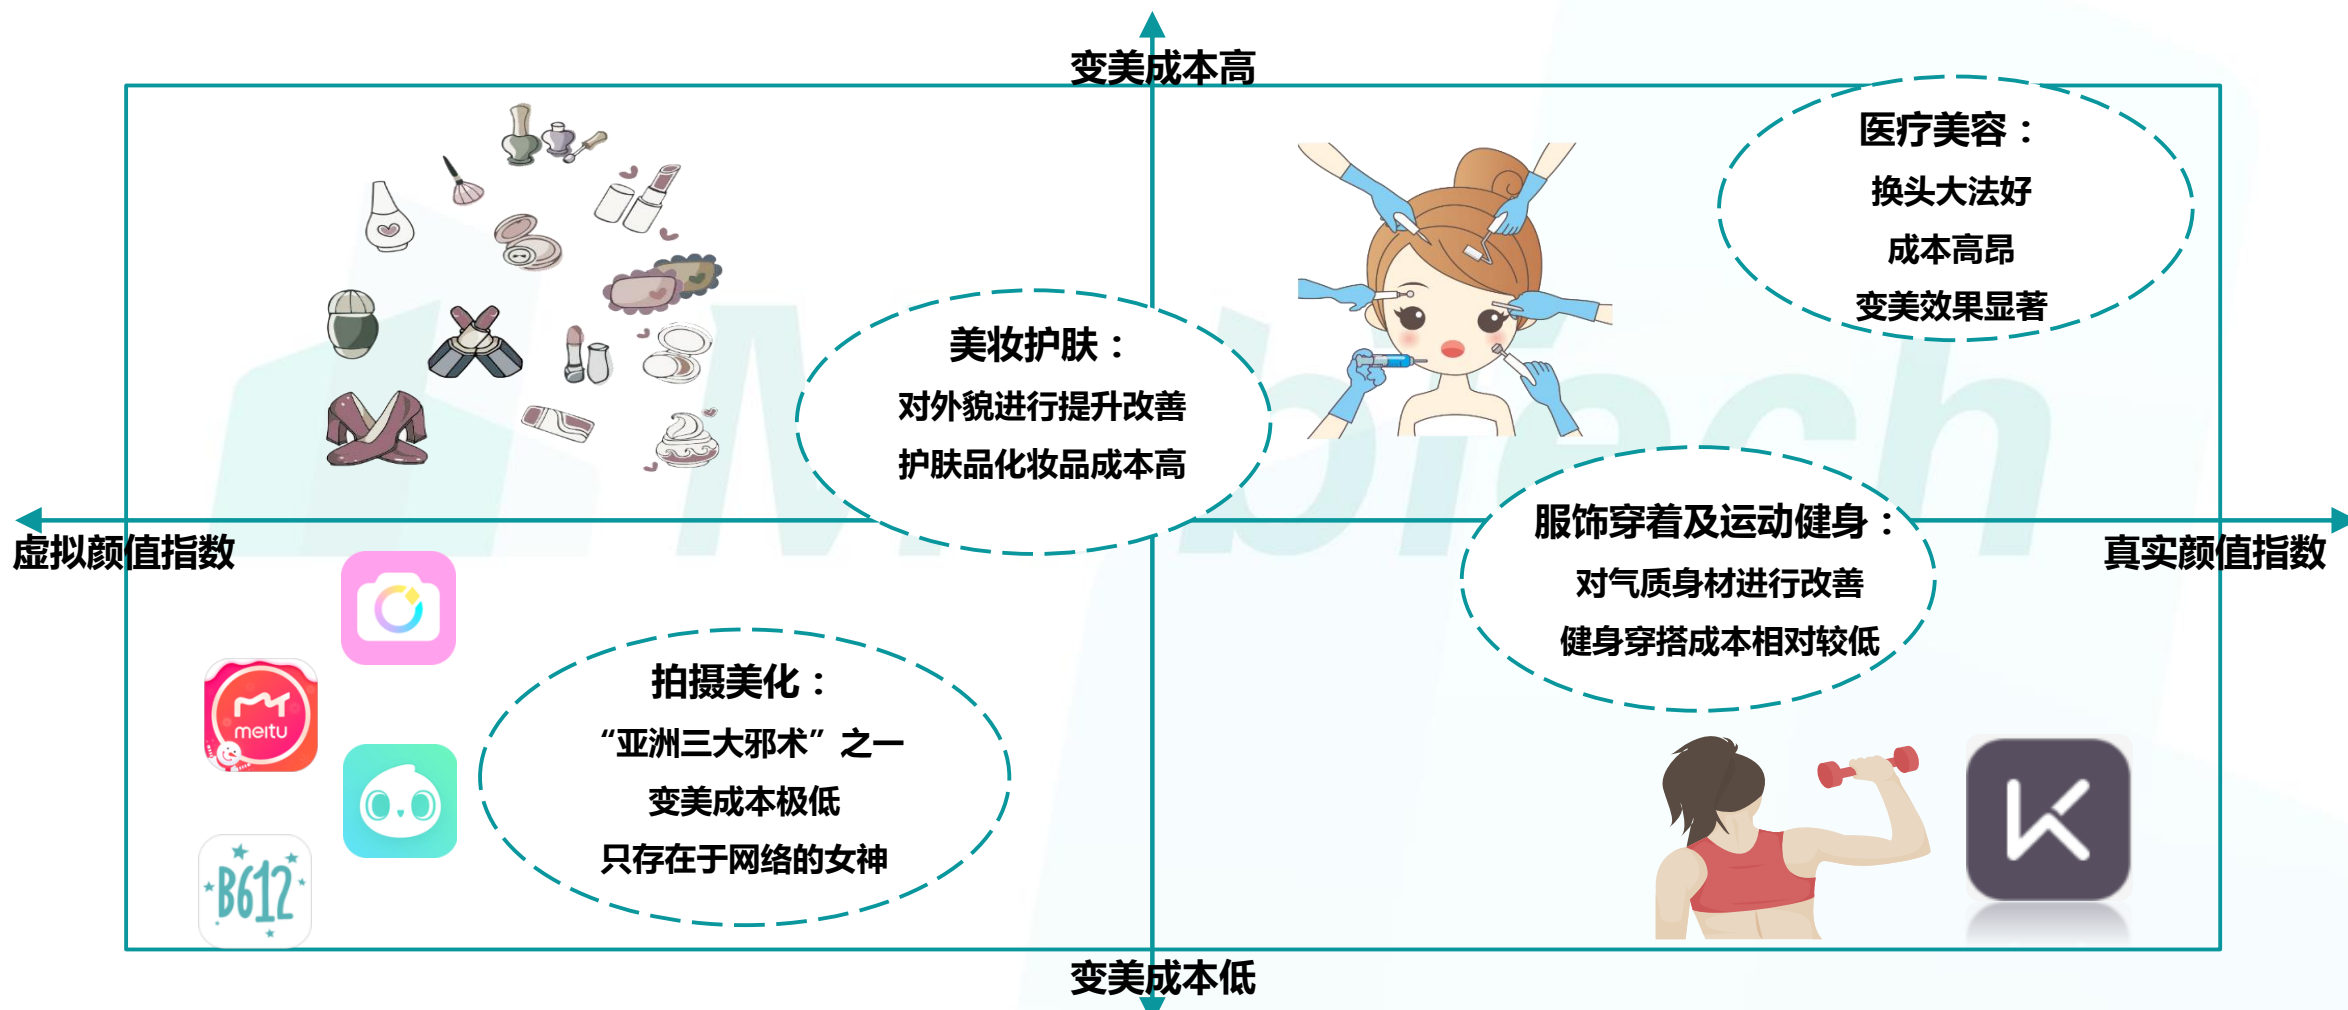 变美成本高
医疗美容：
换头大法好
成本高昂
变美效果显著
美妆护肤：
对外貌进行提升改善
护肤品化妆品成本高
虚拟颜值指数
服饰穿着及运动健身：
对气质身材进行改善
健身穿搭成本相对较低
真实颜值指数
拍摄美化：
“亚洲三大邪术”之一
变美成本极低
只存在于网络的女神
meitu
B612
变美成本低